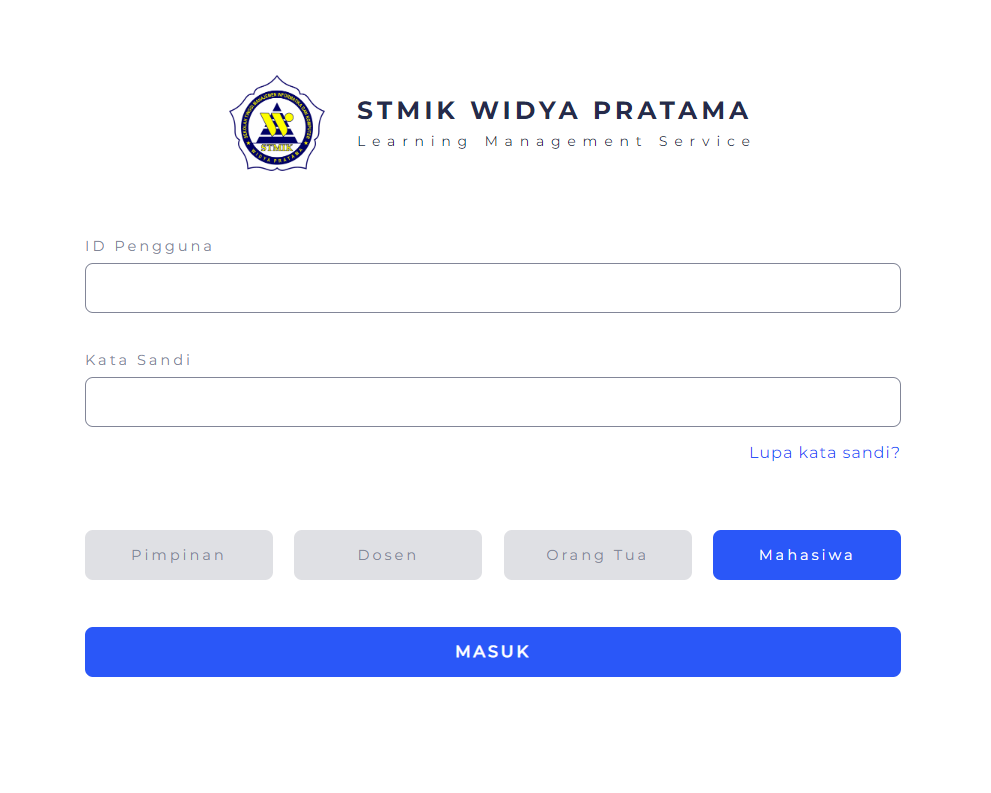 STMIK WIDYA PRATAMA
Learning Management Service
STMIK
WIDYA PRATAMA
ID Pengguna
Kata Sandi
Lupa kata sandi?
Pimpinan
Dosen
Orang Tua
Mahasiwa
MASUK